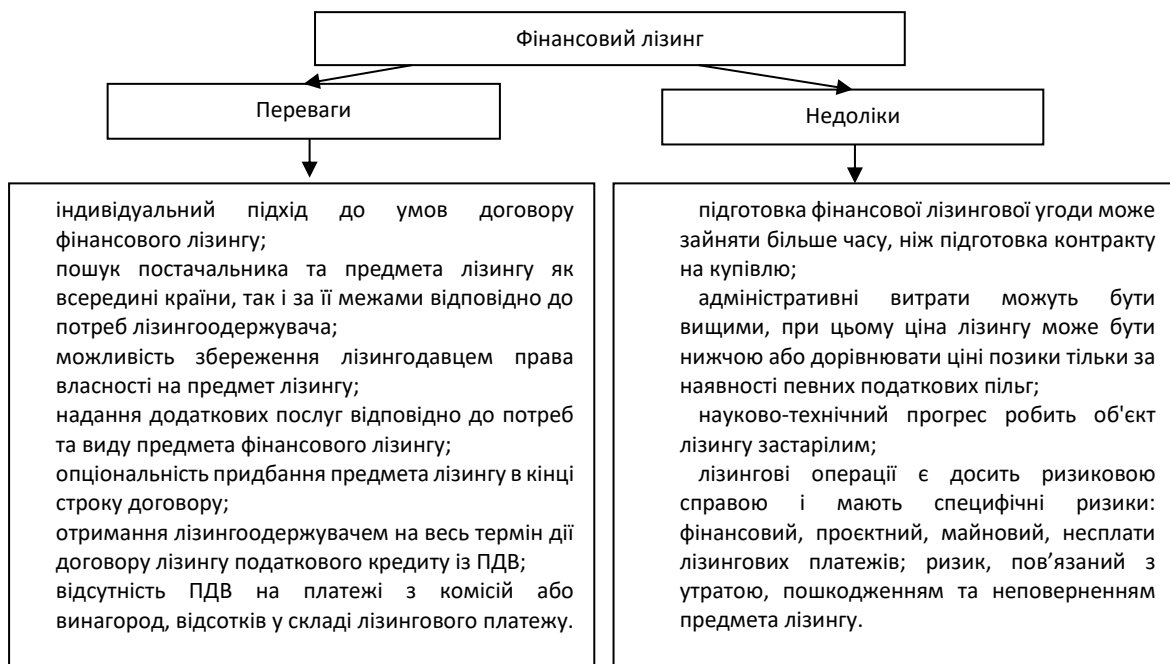 Фінансовий лізинг
Переваги
Недоліки
індивідуальний підхід до умов договору
фінансового лізингу;
пошук постачальника та предмета лізингу як
всередині країни, так і за її межами відповідно до
потреб лізингоодержувача;
можливість збереження лізингодавцем права
власності на предмет лізингу;
надання додаткових послуг відповідно до потреб
та виду предмета фінансового лізингу;
опціональність придбання предмета лізингу в кінці
строку договору;
отримання лізингоодержувачем на весь термін дії
договору лізингу податкового кредиту із ПДВ;
відсутність ПДВ на платежі з комісій або
винагород, відсотків у складі лізингового платежу.
підготовка фінансової лізингової угоди може
зайняти більше часу, ніж підготовка контракту
на купівлю;
адміністративні витрати можуть бути
вищими, при цьому ціна лізингу може бути
нижчою або дорівнювати ціні позики тільки за
наявності певних податкових пільг;
науково-технічний прогрес робить об'єкт
лізингу застарілим;
лізингові операції є досить ризиковою
справою і мають специфічні ризики:
фінансовий, проєктний, майновий, несплати
лізингових платежів; ризик, пов’язаний з
утратою, пошкодженням та неповерненням
предмета лізингу.